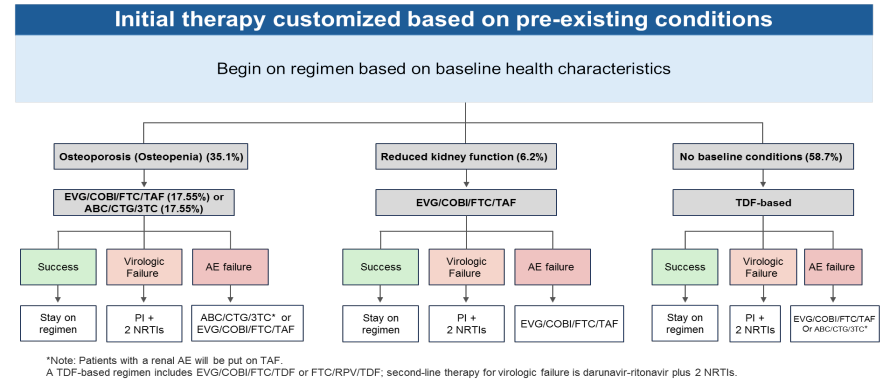 Initial therapy customized based on pre-existing conditions
Begin on regimen based on baseline health characteristics
Osteoporosis (Osteopenia) (35.1%)
Reduced kidney function (6.2%)
No baseline conditions (58.7%)
EVG/COBI/FTC/TAF (17.55%) or
ABC/CTG/3TC (17.55%)
EVG/COBI/FTC/TAF
TDF-based
Success
Virologic
Failure
AE failure
Success
Virologic
Failure
AE failure
Success
Virologic
Failure
AE failure
Stay on
regimen
PI +
2 NRTIs
ABC/CTG/3TC* or
EVG/COBI/FTC/TAF
Stay on
regimen
PI +
2 NRTIs
EVG/COBI/FTC/TAF
Stay on
regimen
PI +
2 NRTIs
EVG/COBI/FTC/TAF
Or ABC/CTG/3TC*
*Note: Patients with a renal AE will be put on TAF.
A TDF-based regimen includes EVG/COBI/FTC/TDF or FTC/RPV/TDF; second-line therapy for virologic failure is darunavir-ritonavir plus 2 NRTIs.